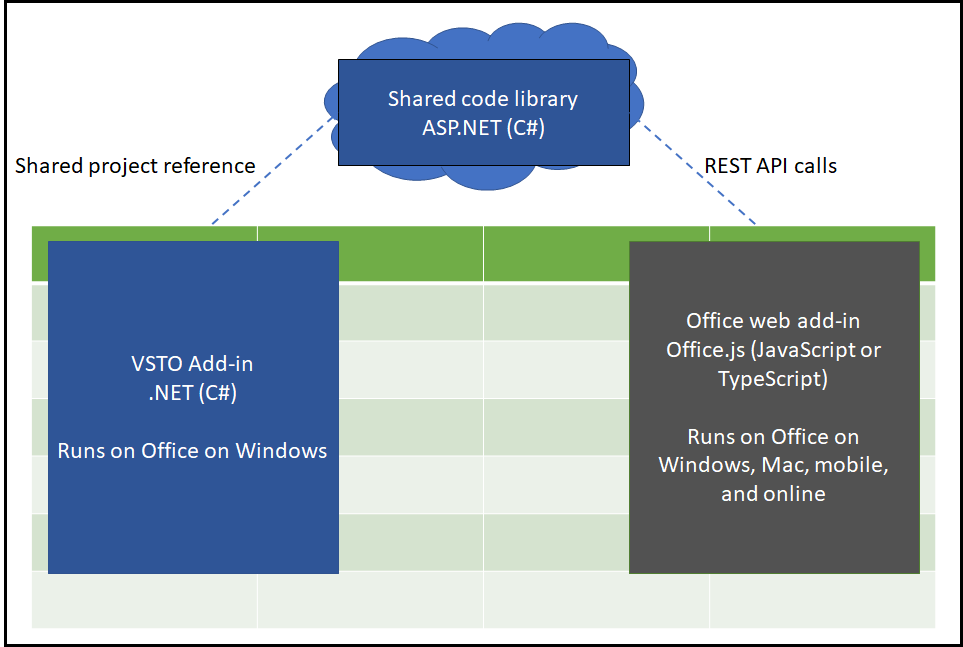 Shared code library
ASP.NET (C#)
Shared project reference
REST API calls
VSTO Add-in
.NET (C#)
Runs on Office on Windows
Office web add-in
Office.js (JavaScript or
TypeScript)
Runs on Office on
Windows, Mac, mobile,
and online